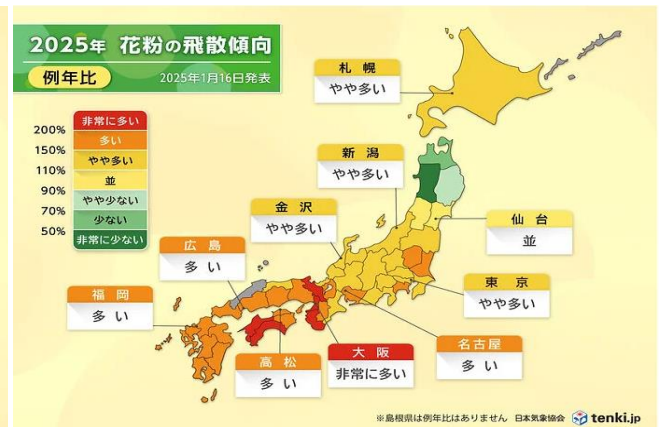 2025年 花粉の飛散傾向
例年比
2025年1月16日発表
200%
150%
110%
90%
70%
50%
非常に多い
多い
やや多い
並
やや少ない
少ない
非常に少ない
札幌
やや多い
新潟
やや多い
金沢
やや多い
仙台
並
広島
多い
東京
やや多い
福岡
多い
高松
多い
大阪
非常に多い
名古屋
多い
※島根県は例年比はありません 日本気象協会 tenki.jp